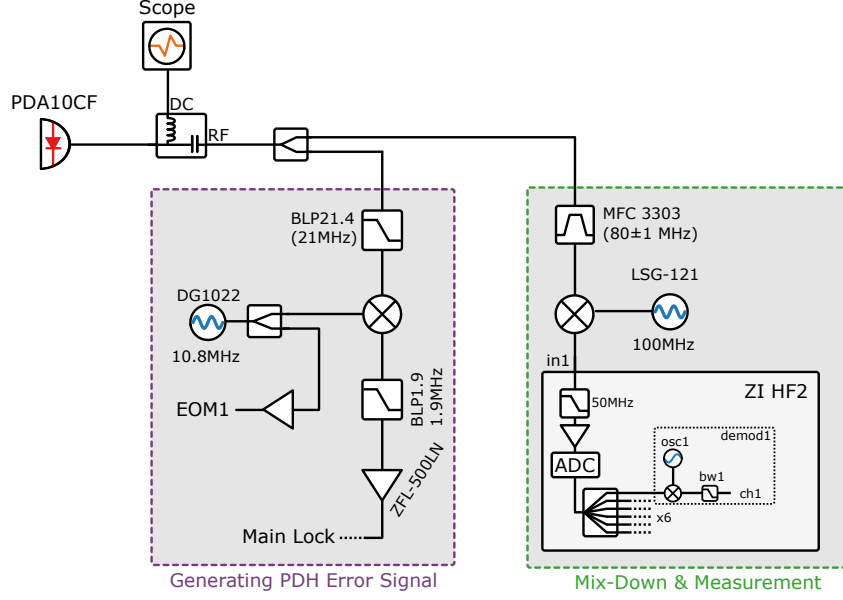 Scope
PDA10CF
DC
RF
BLP21.4
(21MHz)
DG1022
10.8MHz
EOM1
BLP1.9
1.9MHz
ZFL-500LN
Main Lock
Generating PDH Error Signal
MFC 3303
(80±1 MHz)
LSG-121
100MHz
in1
ZI HF2
50MHz
ADC
osc1
demod1
bw1
ch1
x6
Mix-Down & Measurement